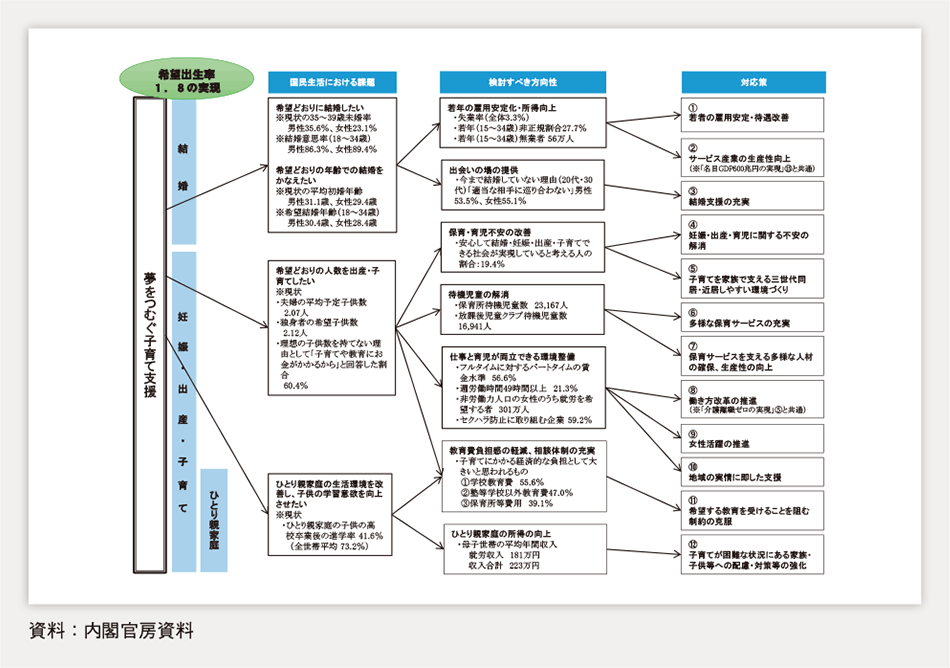 希望出生率
1．8の実現
国民生活における課題
検討すべき方向性
対応策
夢をつむぐ子育て支援
結婚
妊娠・出産・子育て
ひとり親家庭
希望どおりに結婚したい
※現状の35～39歳未婚率
男性35.6%、女性23.1%
※結婚意思率（18～34歳）
男性86.3%、女性89.4%
希望どおりの年齢での結婚を
かなえたい
※現状の平均初婚年齢
男性31.1歳、女性29.4歳
※希望結婚年齢（18～34歳）
男性30.4歳、女性28.4歳
希望どおりの人数を出産・子
育てしたい
※現状
・夫婦の平均予定子供数
2.07人
・独身者の希望子供数
2.12人
・理想の子供数を持てない理
由として「子育てや教育にお
金がかかるから」と回答した割
合
60.4%
ひとり親家庭の生活環境を改
善し、子供の学習意欲を向上
させたい
※現状
・ひとり親家庭の子供の高
校卒業後の進学率 41.6%
（全世帯平均 73.2%）
若年の雇用安定化・所得向上
・失業率（全体3.3%）
・若年（15～34歳）非正規割合27.7%
・若年（15～34歳）無業者 56万人
出会いの場の提供
・今まで結婚していない理由（20代・30
代）「適当な相手に巡り合わない」男性
53.5%、女性55.1%
保育・育児不安の改善
・安心して結婚・妊娠・出産・子育てで
きる社会が実現していると考える人の
割合：19.4%
待機児童の解消
・保育所待機児童数 23,167人
・放課後児童クラブ待機児童数
16,941人
仕事と育児が両立できる環境整備
・フルタイムに対するパートタイムの賃
金水準 56.6%
・週労働時間49時間以上 21.3%
・非労働力人口の女性のうち就労を希
望する者 301万人
・セクハラ防止に取り組む企業 59.2%
教育費負担感の軽減、相談体制の充実
・子育てにかかる経済的な負担として大
きいと思われるもの
①学校教育費 55.6%
②塾等学校以外教育費47.0%
③保育所等費用 39.1%
ひとり親家庭の所得の向上
・母子世帯の平均年間収入
就労収入 181万円
収入合計 223万円
①
若者の雇用安定・待遇改善
②
サービス産業の生産性向上
（※「名目GDP600兆円の実現」⑬と共通）
③
結婚支援の充実
④
妊娠・出産・育児に関する不安の
解消
⑤
子育てを家族で支える三世代同
居・近居しやすい環境づくり
⑥
多様な保育サービスの充実
⑦
保育サービスを支える多様な人材
の確保、生産性の向上
⑧
働き方改革の推進
（※「介護離職ゼロの実現」⑤と共通）
⑨
女性活躍の推進
⑩
地域の実情に即した支援
⑪
希望する教育を受けることを阻む
制約の克服
⑫
子育てが困難な状況にある家族・
子供等への配慮・対策等の強化
資料：内閣官房資料